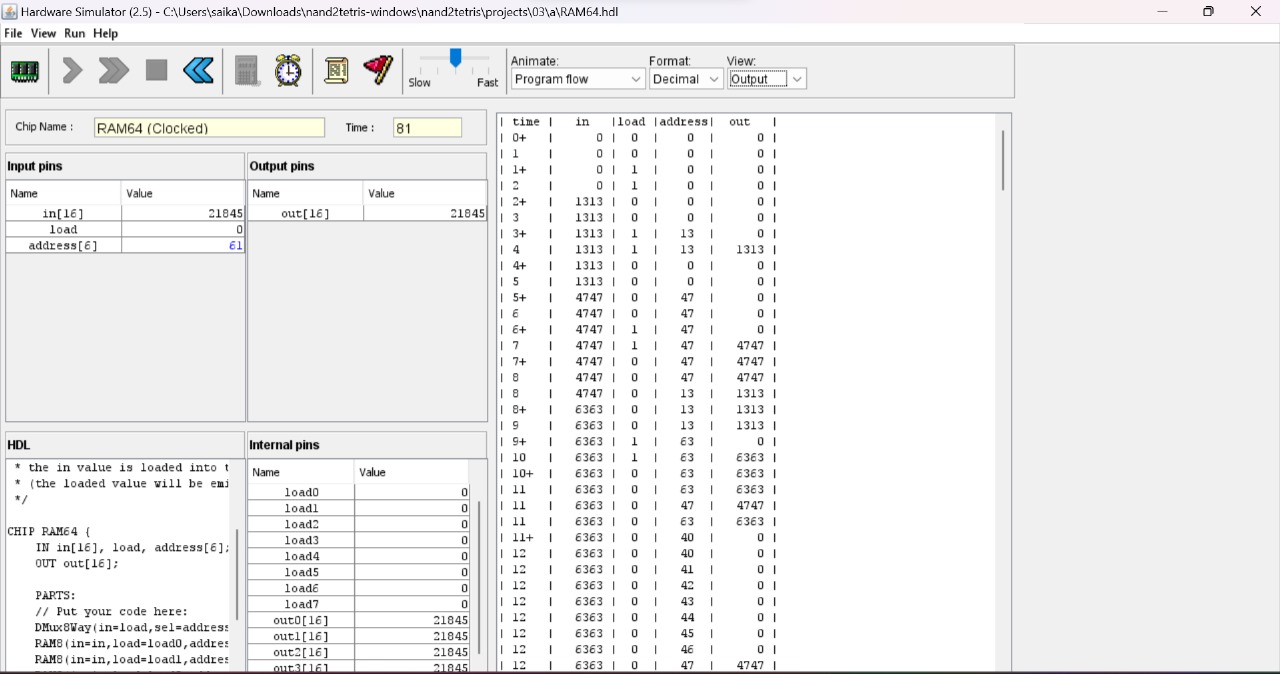 Hardware Simulator (2.5) - C:\Users\saika\Downloads\nand2tetris-windows\nand2tetris\projects\03\a\RAM64.hdl
File View Run Help
Slow Fast
Animate: Format: View:
Program flow Decimal Output
Chip Name : RAM64 (Clocked) Time : 81
Input pins
Name Value
in[16] 21845
load 0
address[6] 61
Output pins
Name Value
out[16] 21845
HDL
* the in value is loaded into t
* (the loaded value will be emi
*/
CHIP RAM64 {
IN in[16], load, address[6];
OUT out[16];
PARTS:
// Put your code here:
DMux8Way(in=load,sel=address
RAM8(in=in,load=load0,addres
RAM8(in=in,load=load1,addres
Internal pins
Name Value
load0 0
load1 0
load2 0
load3 0
load4 0
load5 0
load6 0
load7 0
out0[16] 21845
out1[16] 21845
out2[16] 21845
out3[16] 21845
| time | in |load |address| out |
| 0+ | 0 | 0 | 0 | 0 |
| 1 | 0 | 0 | 0 | 0 |
| 1+ | 0 | 1 | 0 | 0 |
| 2 | 0 | 1 | 0 | 0 |
| 2+ | 1313 | 0 | 0 | 0 |
| 3 | 1313 | 0 | 0 | 0 |
| 3+ | 1313 | 1 | 13 | 0 |
| 4 | 1313 | 1 | 13 | 1313 |
| 4+ | 1313 | 0 | 0 | 0 |
| 5 | 1313 | 0 | 0 | 0 |
| 5+ | 4747 | 0 | 47 | 0 |
| 6 | 4747 | 0 | 47 | 0 |
| 6+ | 4747 | 1 | 47 | 0 |
| 7 | 4747 | 1 | 47 | 4747 |
| 7+ | 4747 | 0 | 47 | 4747 |
| 8 | 4747 | 0 | 47 | 4747 |
| 8 | 4747 | 0 | 13 | 1313 |
| 8+ | 6363 | 0 | 13 | 1313 |
| 9 | 6363 | 0 | 13 | 1313 |
| 9+ | 6363 | 1 | 63 | 0 |
| 10 | 6363 | 1 | 63 | 6363 |
| 10+ | 6363 | 0 | 63 | 6363 |
| 11 | 6363 | 0 | 63 | 6363 |
| 11 | 6363 | 0 | 47 | 4747 |
| 11 | 6363 | 0 | 63 | 6363 |
| 11+ | 6363 | 0 | 40 | 0 |
| 12 | 6363 | 0 | 40 | 0 |
| 12 | 6363 | 0 | 41 | 0 |
| 12 | 6363 | 0 | 42 | 0 |
| 12 | 6363 | 0 | 43 | 0 |
| 12 | 6363 | 0 | 44 | 0 |
| 12 | 6363 | 0 | 45 | 0 |
| 12 | 6363 | 0 | 46 | 0 |
| 12 | 6363 | 0 | 47 | 4747 |